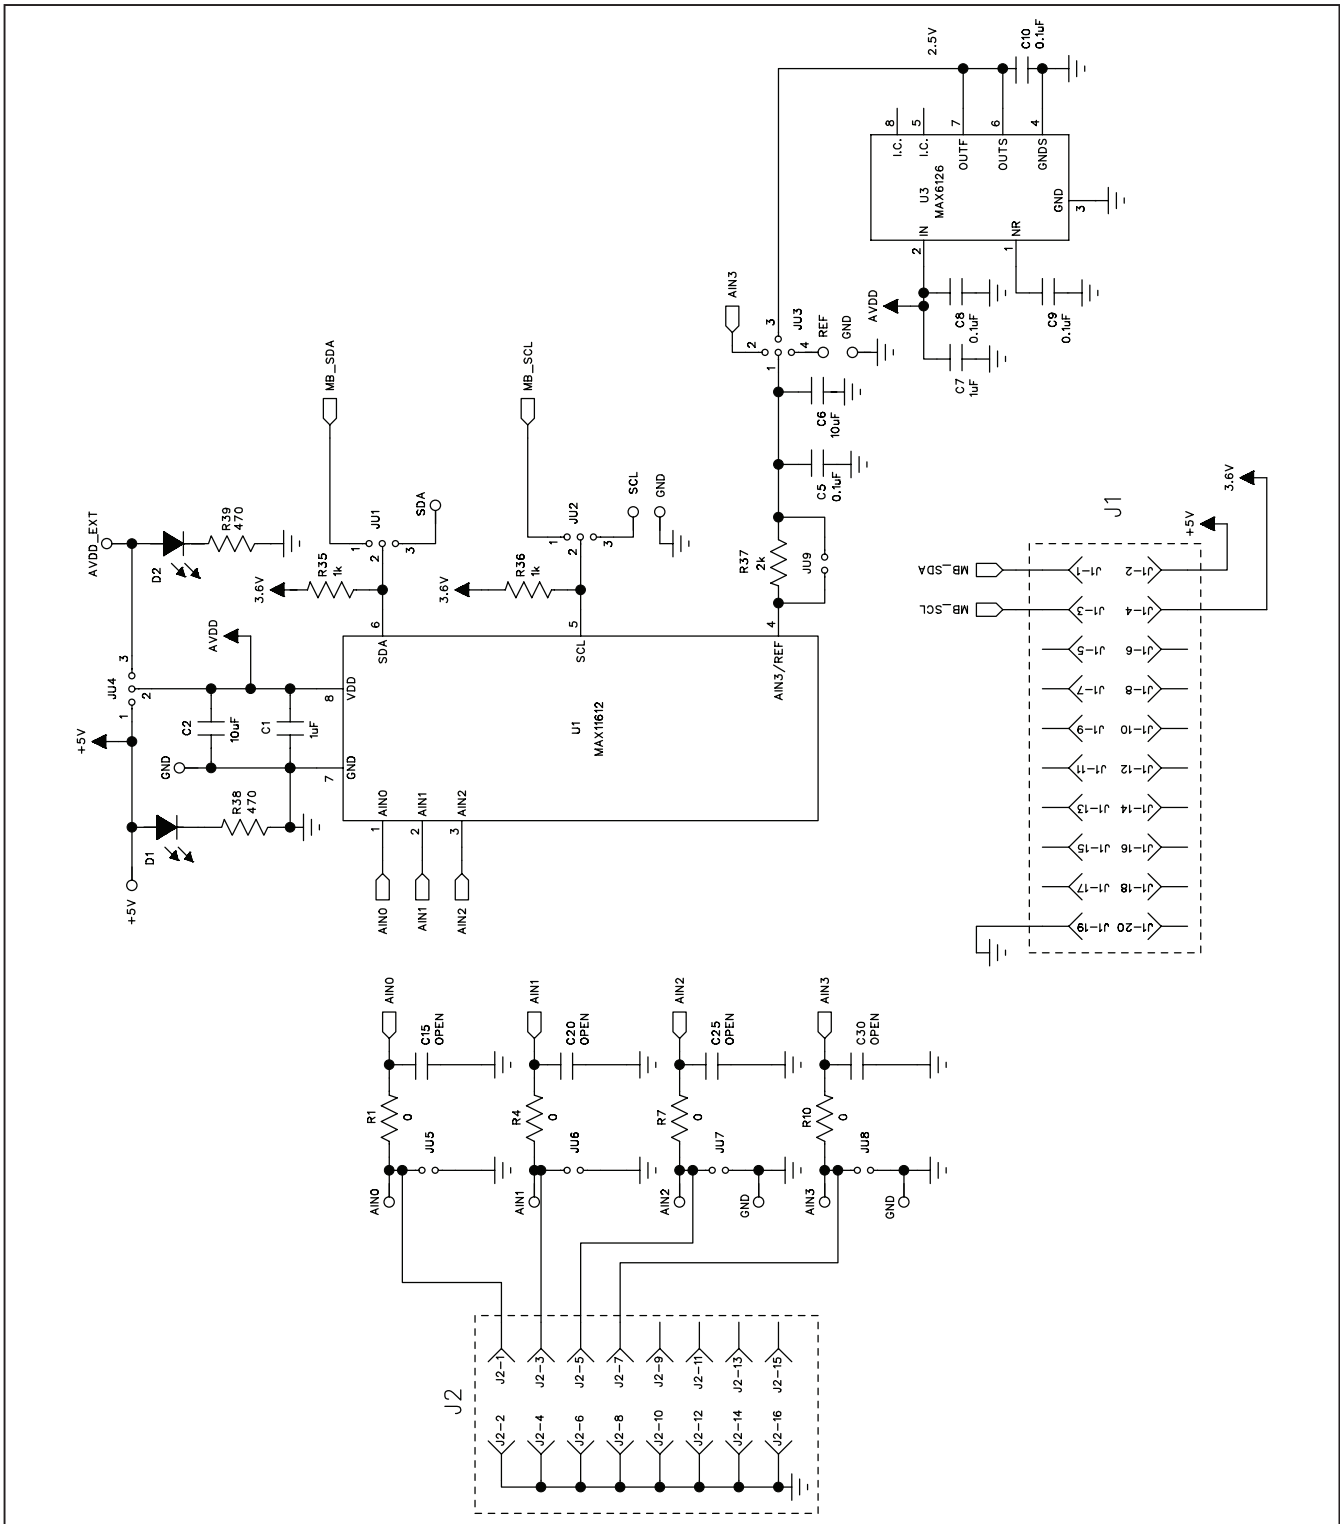 2.5V
C10
0.1uF
8
I.C.
5
I.C.
7
OUTF
6
OUTS
4
GNDS
U3
MAX6126
GND
3
IN
2
NR
1
AVDD
C8
0.1uF
C9
0.1uF
C7
1uF
AIN3
2
3
JU3
1
4
REF
GND
C6
10uF
C5
0.1uF
R37
2k
JU9
4
AIN3/REF
MB_SDA
MB_SCL
1
JU1
2
3
SDA
1
JU2
2
3
SCL
GND
3.6V
R35
1k
3.6V
R36
1k
6
SDA
5
SCL
U1
MAX11612
AVDD_EXT
D2
R39
470
AVDD
3
JU4
2
1
+5V
8
VDD
C2
10uF
C1
1uF
GND
7
GND
R38
470
D1
+5V
1
AIN0
2
AIN1
3
AIN2
AIN0
AIN1
AIN2
J1
3.6V
+5V
MB_SDA
MB_SCL
J1-1
J1-2
J1-3
J1-4
J1-5
J1-6
J1-7
J1-8
J1-9
J1-10
J1-11
J1-12
J1-13
J1-14
J1-15
J1-16
J1-17
J1-18
J1-19
J1-20
AIN0
C15
OPEN
R1
0
JU5
AIN0
AIN1
C20
OPEN
R4
0
JU6
AIN1
AIN2
C25
OPEN
R7
0
JU7
AIN2
GND
AIN3
C30
OPEN
R10
0
JU8
AIN3
GND
J2
J2-1
J2-2
J2-3
J2-4
J2-5
J2-6
J2-7
J2-8
J2-9
J2-10
J2-11
J2-12
J2-13
J2-14
J2-15
J2-16